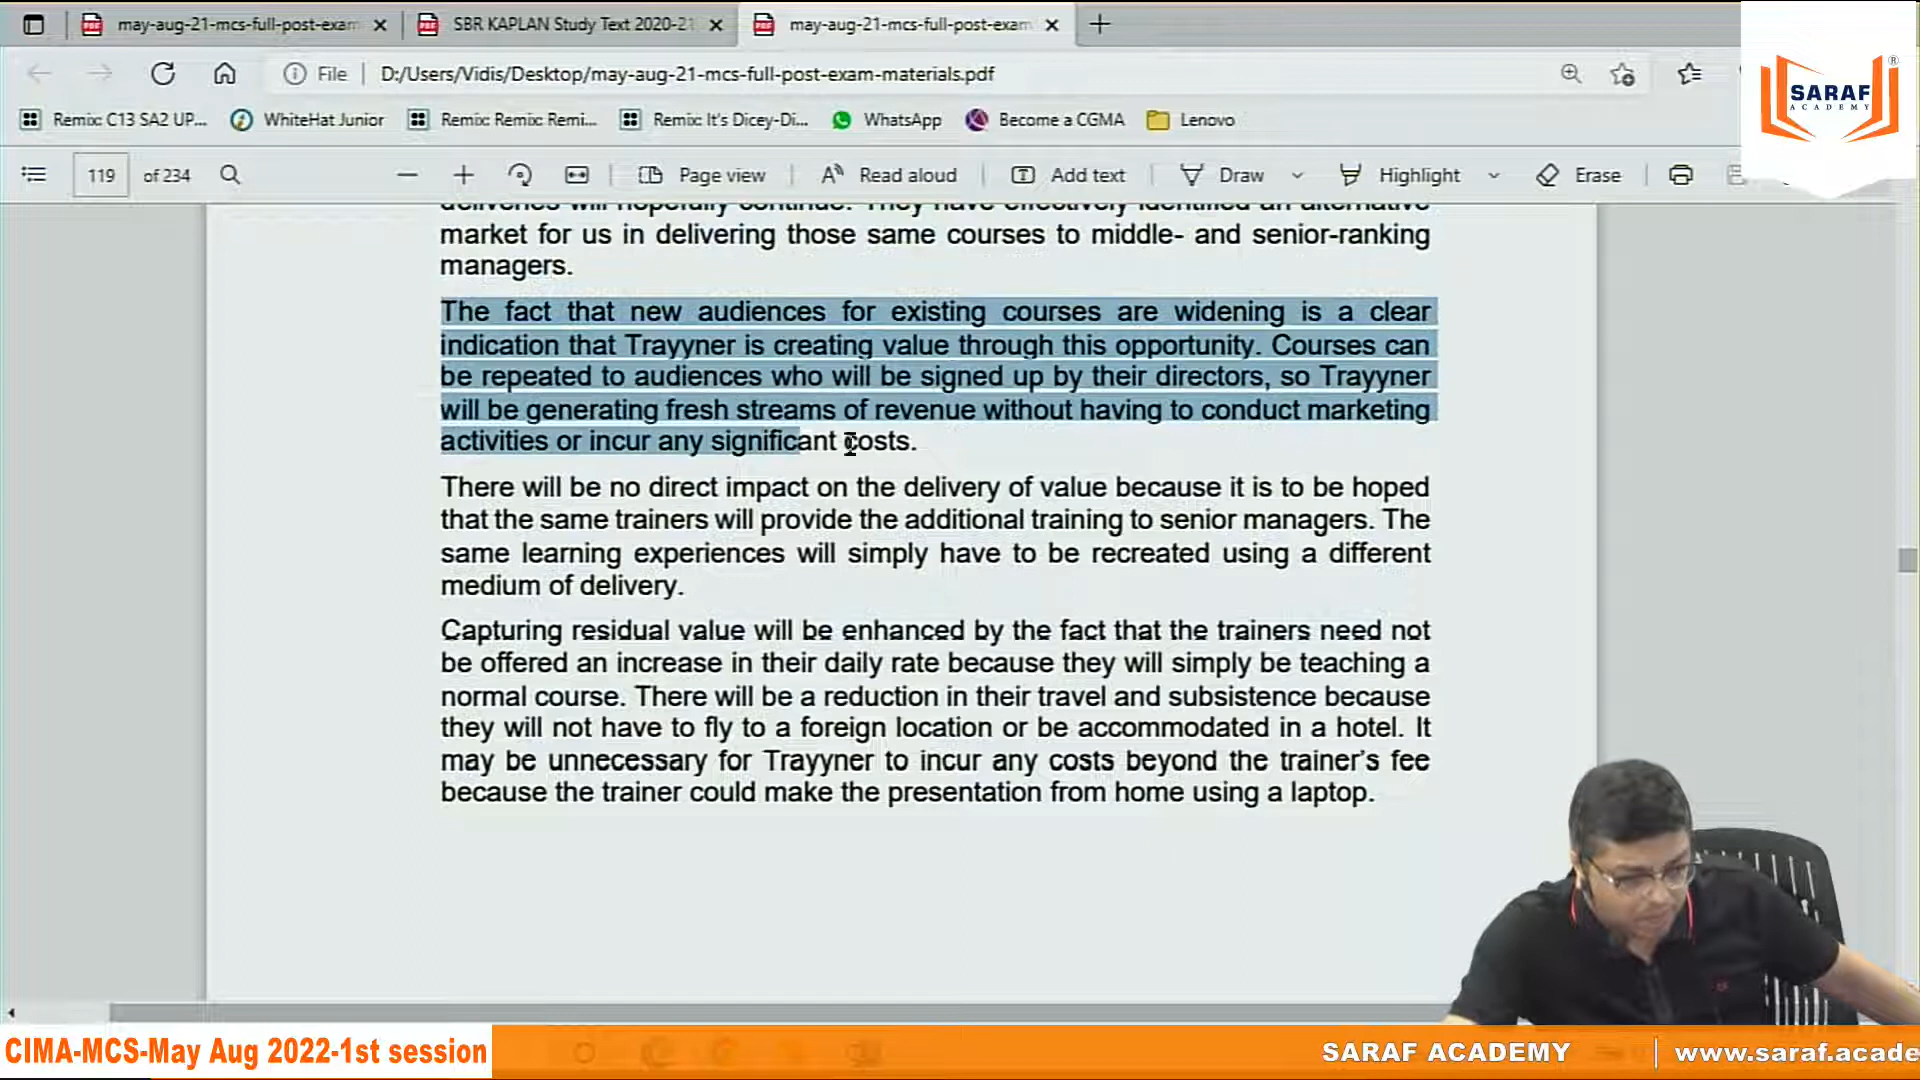 may-aug-21-mcs-full-post-exam
SBR KAPLAN Study Text 2020-21
may-aug-21-mcs-full-post-exam
File
D:/Users/Vidis/Desktop/may-aug-21-mcs-full-post-exam-materials.pdf
SARAF
ACADEMY
®
Remix: C13 SA2 UP...
WhiteHat Junior
Remix: Remix Remi...
Remix: It's Dicey-Di...
WhatsApp
Become a CGMA
Lenovo
119
of 234
Page view
Read aloud
Add text
Draw
Highlight
Erase
deliveries will hopefully continue. They have effectively identified an alternative
market for us in delivering those same courses to middle- and senior-ranking
managers.
The fact that new audiences for existing courses are widening is a clear
indication that Trayyner is creating value through this opportunity. Courses can
be repeated to audiences who will be signed up by their directors, so Trayyner
will be generating fresh streams of revenue without having to conduct marketing
activities or incur any significant costs.
There will be no direct impact on the delivery of value because it is to be hoped
that the same trainers will provide the additional training to senior managers. The
same learning experiences will simply have to be recreated using a different
medium of delivery.
Capturing residual value will be enhanced by the fact that the trainers need not
be offered an increase in their daily rate because they will simply be teaching a
normal course. There will be a reduction in their travel and subsistence because
they will not have to fly to a foreign location or be accommodated in a hotel. It
may be unnecessary for Trayyner to incur any costs beyond the trainer's fee
because the trainer could make the presentation from home using a laptop.
CIMA-MCS-May Aug 2022-1st session
SARAF ACADEMY
www.saraf.acade